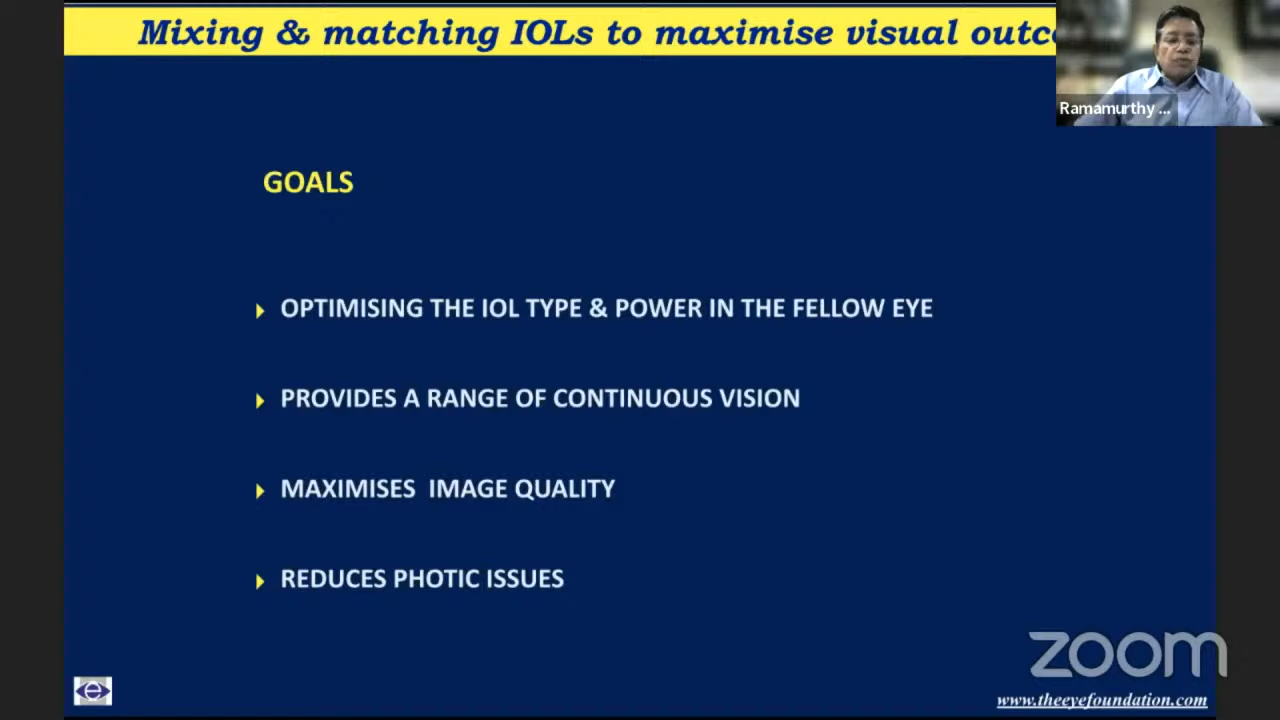 Mixing & matching IOLs to maximise visual outc
Ramamurthy ...
GOALS
OPTIMISING THE IOL TYPE & POWER IN THE FELLOW EYE
PROVIDES A RANGE OF CONTINUOUS VISION
MAXIMISES IMAGE QUALITY
REDUCES PHOTIC ISSUES
zoom
e
www.theeyefoundation.com